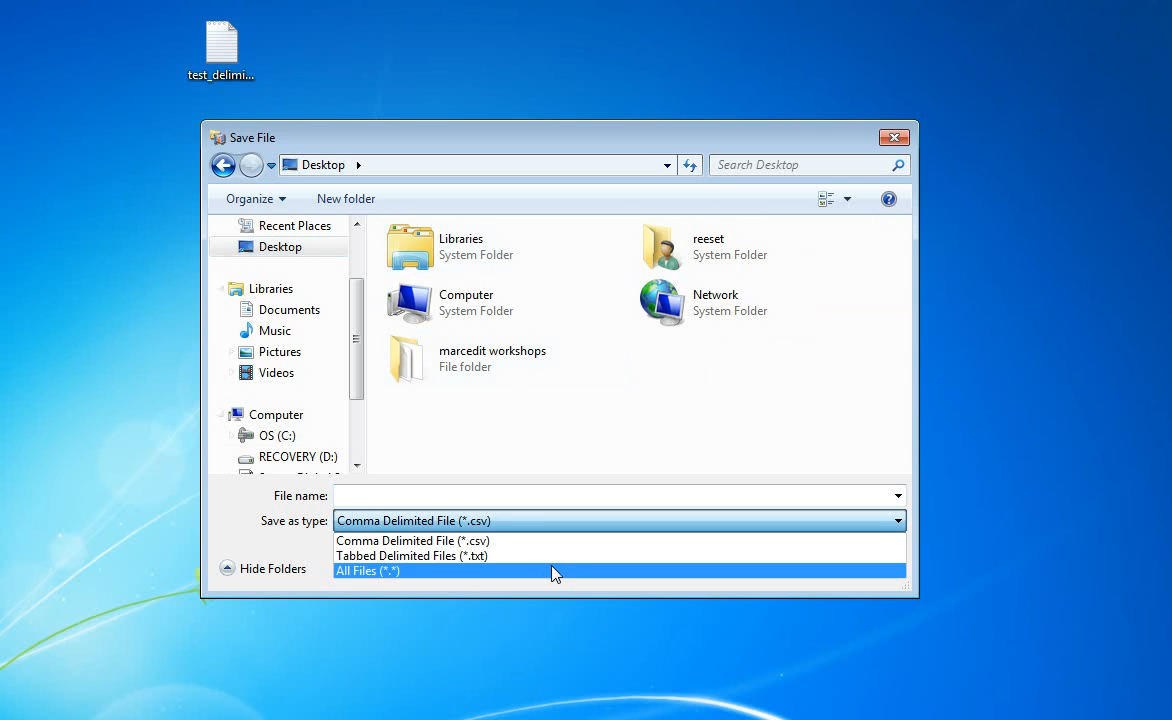 test_delimi...
Save File
Desktop
Search Desktop
Organize
New folder
Recent Places
Desktop
Libraries
Documents
Music
Pictures
Videos
Computer
OS (C:)
RECOVERY (D:)
Libraries
System Folder
reeset
System Folder
Computer
System Folder
Network
System Folder
marcedit workshops
File folder
File name:
Save as type: Comma Delimited File (*.csv)
Comma Delimited File (*.csv)
Tabbed Delimited Files (*.txt)
All Files (*.*)
Hide Folders